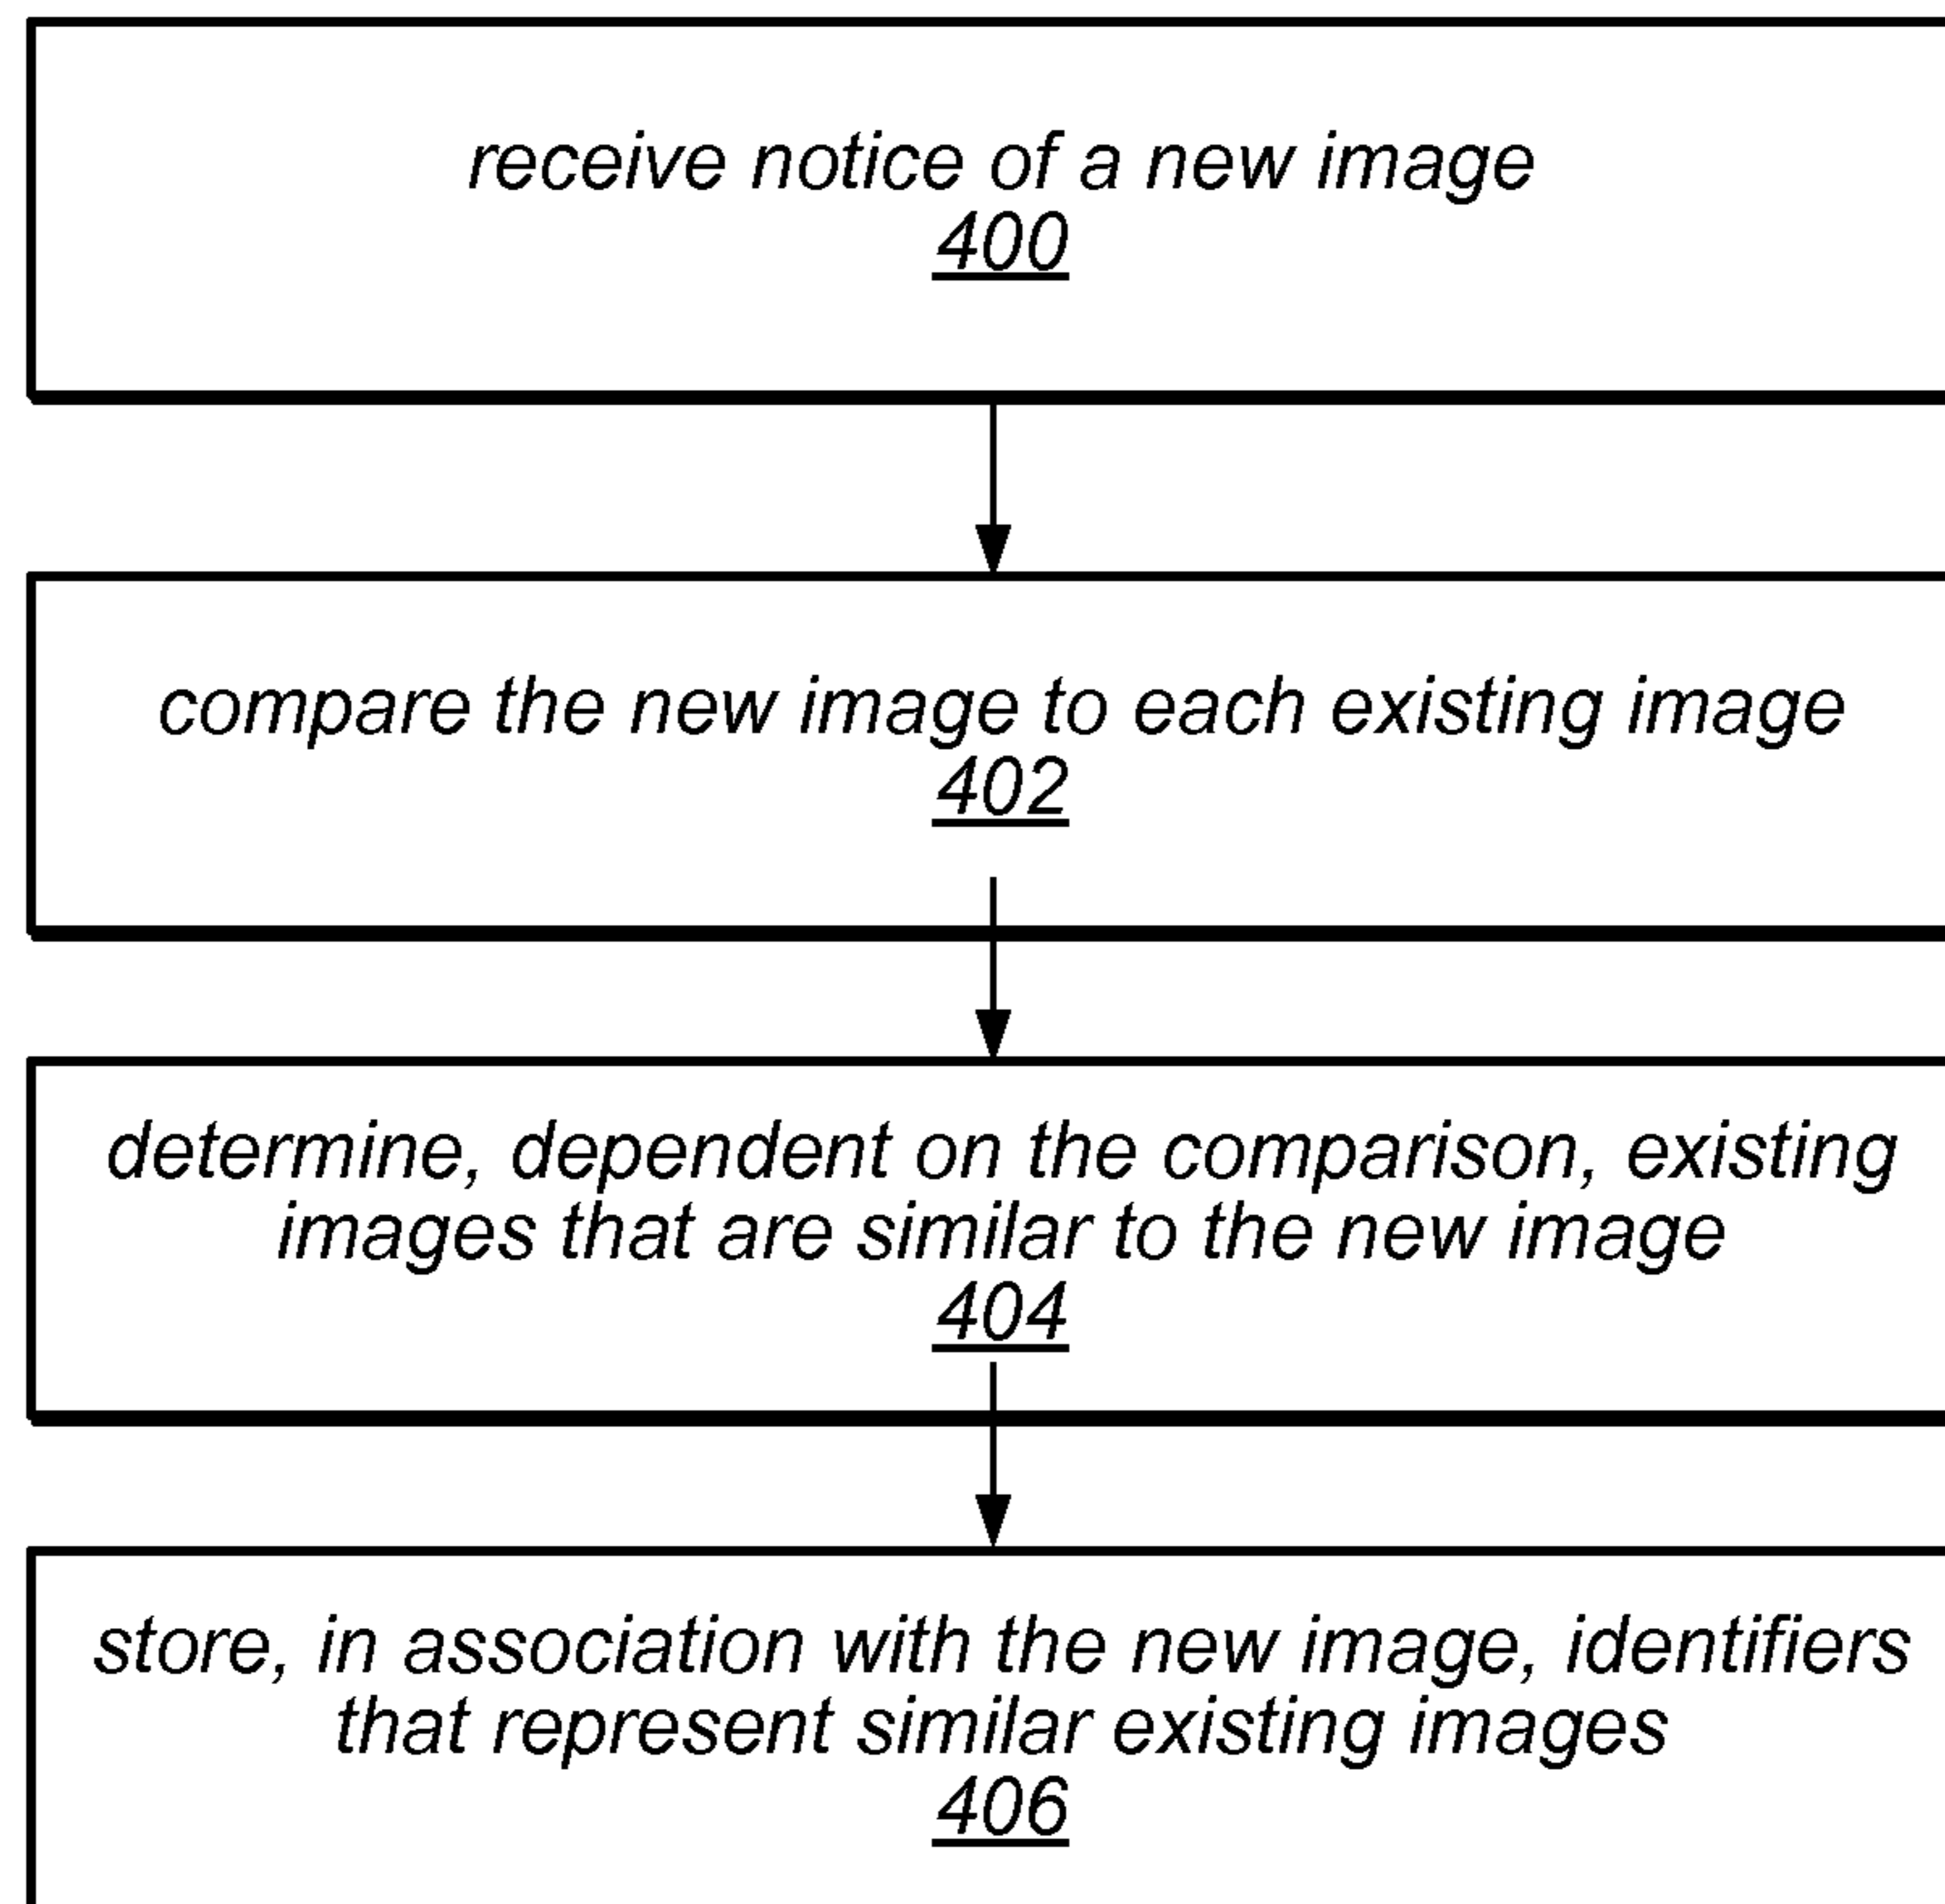 receive notice of a new image
400
compare the new image to each existing image
402
determine, dependent on the comparison, existing
images that are similar to the new image
404
store, in association with the new image, identifiers
that represent similar existing images
406